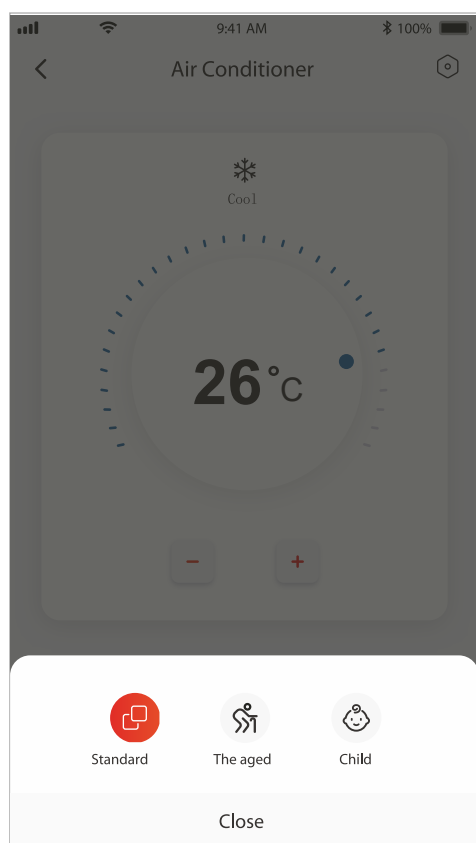 9:41 AM 100%
Air Conditioner
Cool
26°C
− +
Standard The aged Child
Close